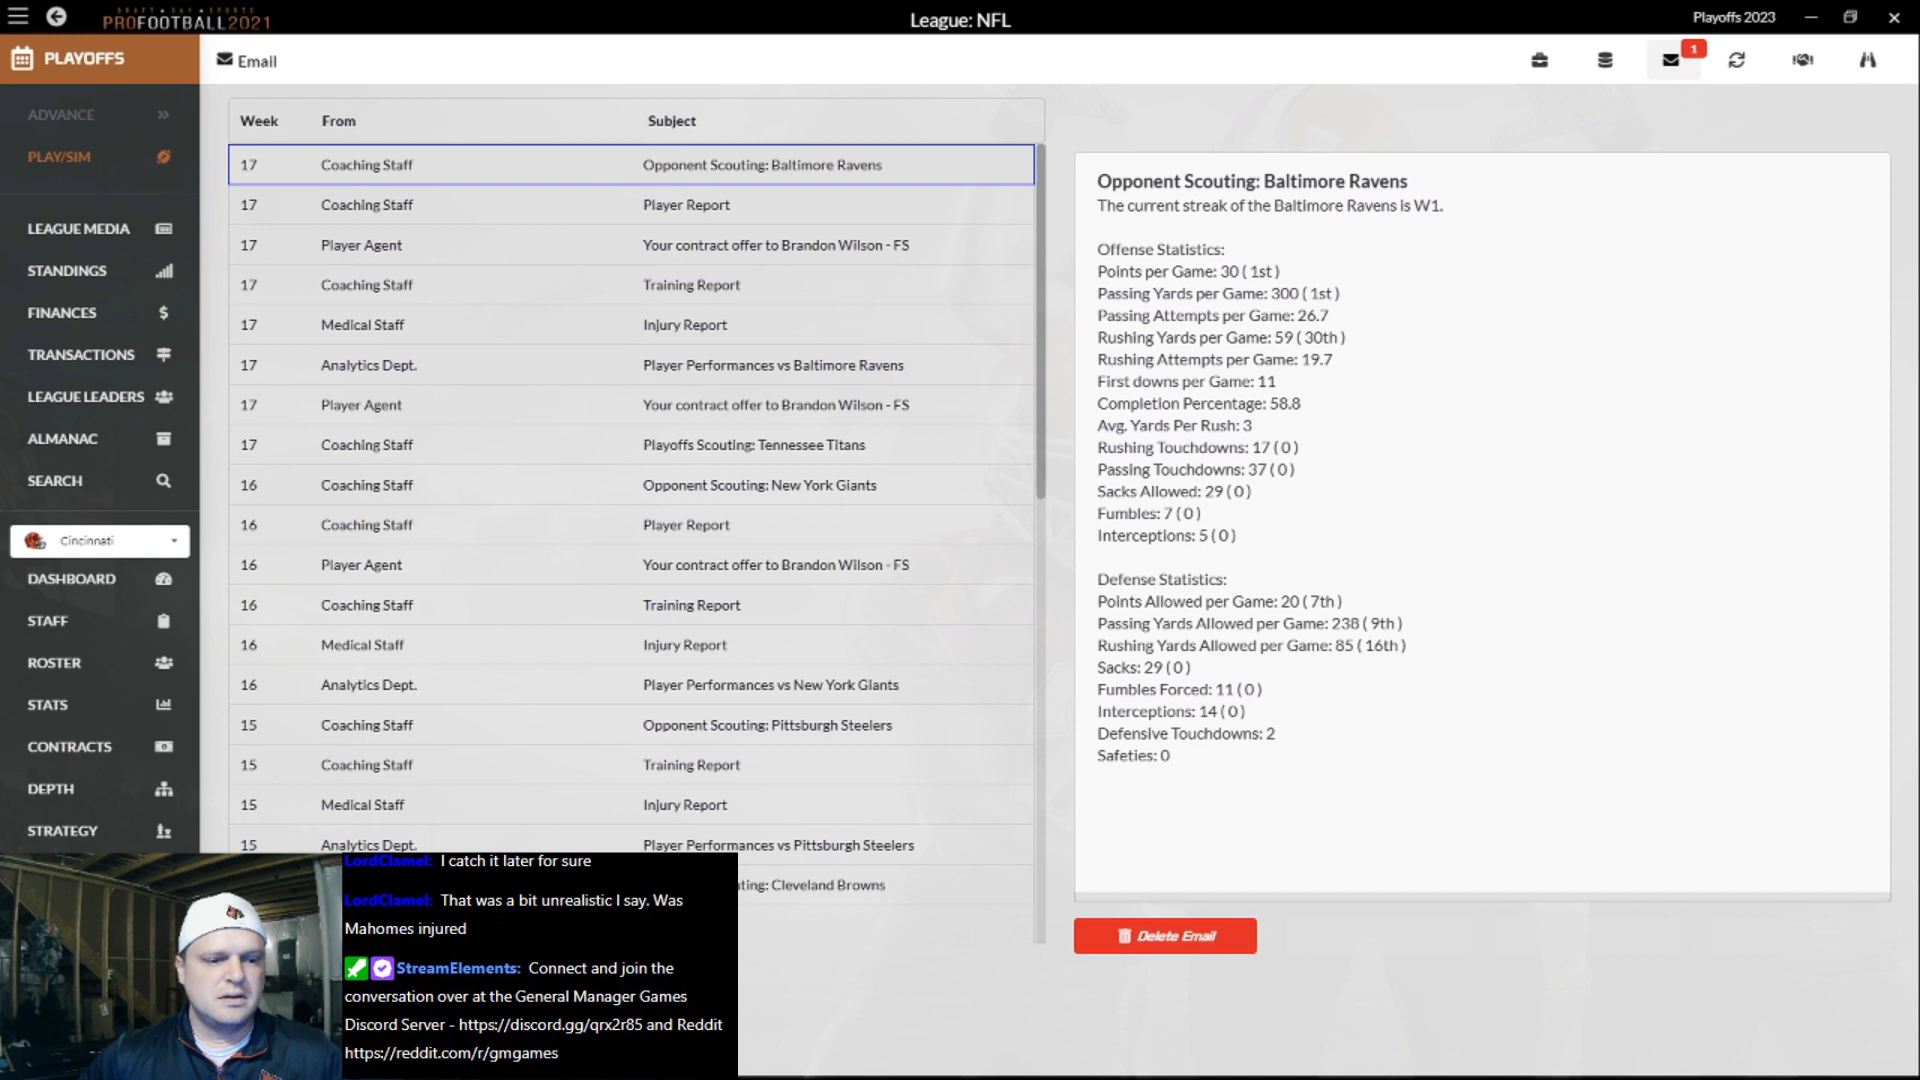 DRAFT DAY SPORTS
PROFOOTBALL2021
League: NFL
Playoffs 2023
PLAYOFFS
Email
1
ADVANCE
PLAY/SIM
LEAGUE MEDIA
STANDINGS
FINANCES
TRANSACTIONS
LEAGUE LEADERS
ALMANAC
SEARCH
Cincinnati
DASHBOARD
STAFF
ROSTER
STATS
CONTRACTS
DEPTH
STRATEGY
Week From Subject
17 Coaching Staff Opponent Scouting: Baltimore Ravens
17 Coaching Staff Player Report
17 Player Agent Your contract offer to Brandon Wilson - FS
17 Coaching Staff Training Report
17 Medical Staff Injury Report
17 Analytics Dept. Player Performances vs Baltimore Ravens
17 Player Agent Your contract offer to Brandon Wilson - FS
17 Coaching Staff Playoffs Scouting: Tennessee Titans
16 Coaching Staff Opponent Scouting: New York Giants
16 Coaching Staff Player Report
16 Player Agent Your contract offer to Brandon Wilson - FS
16 Coaching Staff Training Report
16 Medical Staff Injury Report
16 Analytics Dept. Player Performances vs New York Giants
15 Coaching Staff Opponent Scouting: Pittsburgh Steelers
15 Coaching Staff Training Report
15 Medical Staff Injury Report
15 Analytics Dept. Player Performances vs Pittsburgh Steelers
uting: Cleveland Browns
Opponent Scouting: Baltimore Ravens
The current streak of the Baltimore Ravens is W1.
Offense Statistics:
Points per Game: 30 ( 1st )
Passing Yards per Game: 300 ( 1st )
Passing Attempts per Game: 26.7
Rushing Yards per Game: 59 ( 30th )
Rushing Attempts per Game: 19.7
First downs per Game: 11
Completion Percentage: 58.8
Avg. Yards Per Rush: 3
Rushing Touchdowns: 17 ( 0 )
Passing Touchdowns: 37 ( 0 )
Sacks Allowed: 29 ( 0 )
Fumbles: 7 ( 0 )
Interceptions: 5 ( 0 )
Defense Statistics:
Points Allowed per Game: 20 ( 7th )
Passing Yards Allowed per Game: 238 ( 9th )
Rushing Yards Allowed per Game: 85 ( 16th )
Sacks: 29 ( 0 )
Fumbles Forced: 11 ( 0 )
Interceptions: 14 ( 0 )
Defensive Touchdowns: 2
Safeties: 0
Delete Email
LordClamel: I catch it later for sure
LordClamel: That was a bit unrealistic I say. Was
Mahomes injured
StreamElements: Connect and join the
conversation over at the General Manager Games
Discord Server - https://discord.gg/qrx2r85 and Reddit
https://reddit.com/r/gmgames